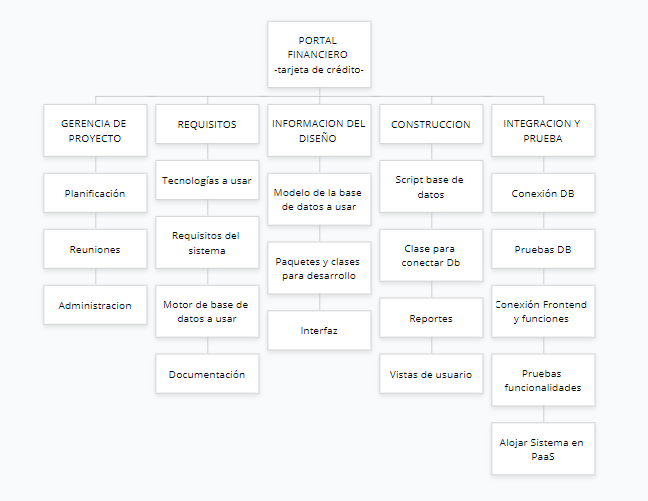 PORTAL
FINANCIERO
-tarjeta de crédito-
GERENCIA DE
PROYECTO
Planificación
Reuniones
Administracion
REQUISITOS
Tecnologías a usar
Requisitos del
sistema
Motor de base de
datos a usar
Documentación
INFORMACION DEL
DISEÑO
Modelo de la base
de datos a usar
Paquetes y clases
para desarrollo
Interfaz
CONSTRUCCION
Script base de
datos
Clase para
conectar Db
Reportes
Vistas de usuario
INTEGRACION Y
PRUEBA
Conexión DB
Pruebas DB
Conexión Frontend
y funciones
Pruebas
funcionalidades
Alojar Sistema en
PaaS